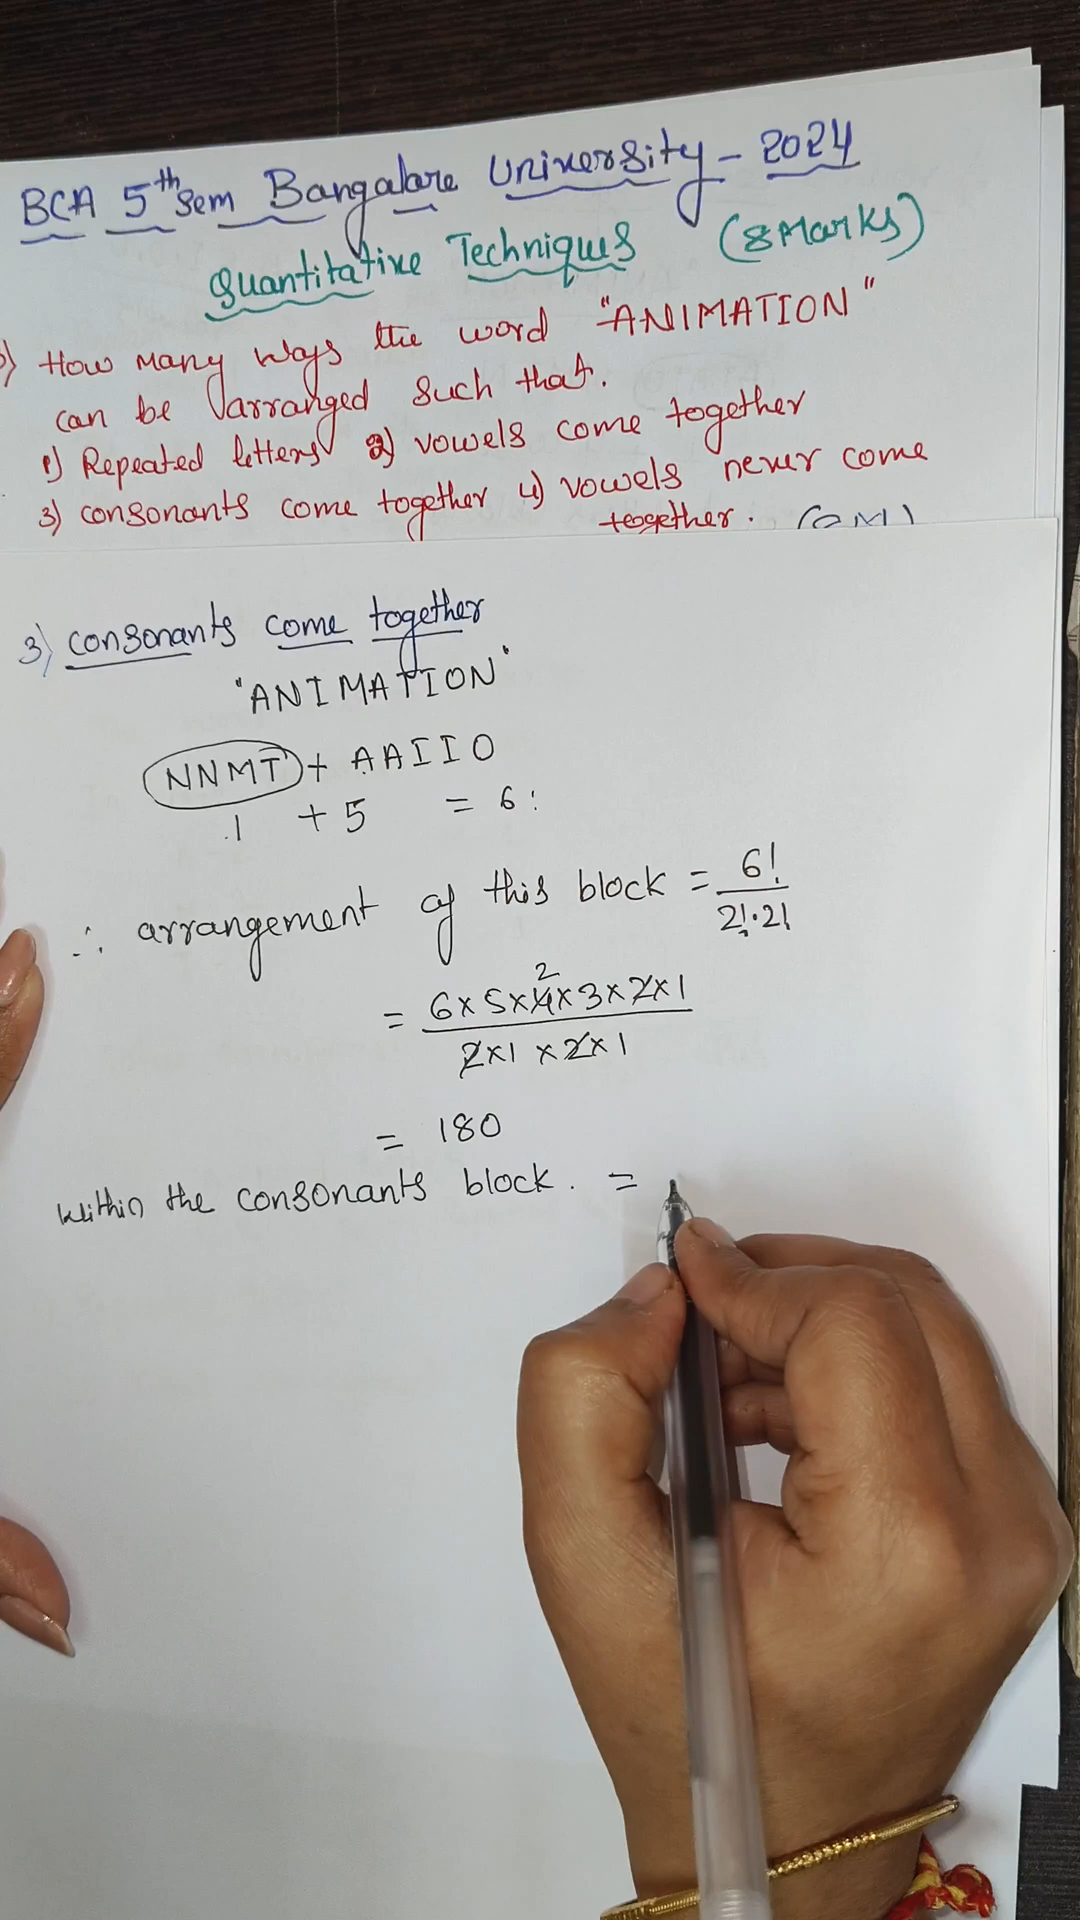 BCA 5th Sem Bangalore University - 2024
Quantitative Techniques (8 Marks)
) How many ways the word "ANIMATION"
can be arranged such that.
1) Repeated letters 2) vowels come together
3) consonants come together 4) vowels never come
together.
3) consonants come together
"ANIMATION"
NNMT + AAIIO
1 + 5 = 6!
∴ arrangement of this block = 6!
2!·2!
2
= 6×5×4×3×2×1
2×1 ×2×1
= 180
Within the consonants block. =